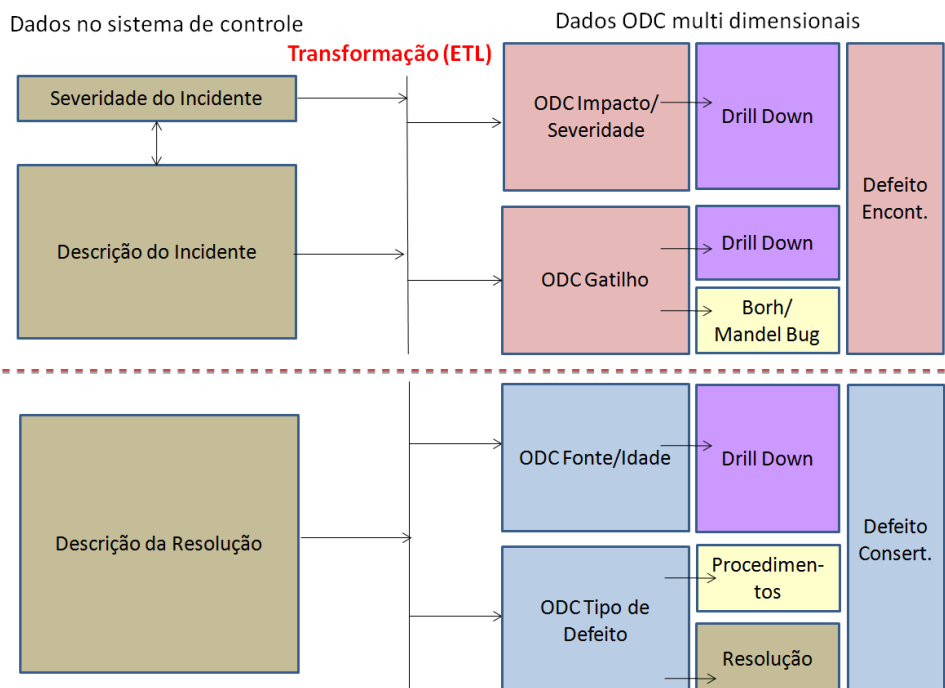 Dados no sistema de controle
Dados ODC multi dimensionais
Transformação (ETL)
Severidade do Incidente
Descrição do Incidente
ODC Impacto/
Severidade
Drill Down
ODC Gatilho
Drill Down
Borh/
Mandel Bug
Defeito
Encont.
Descrição da Resolução
ODC Fonte/Idade
Drill Down
ODC Tipo de
Defeito
Procedimen-
tos
Resolução
Defeito
Consert.